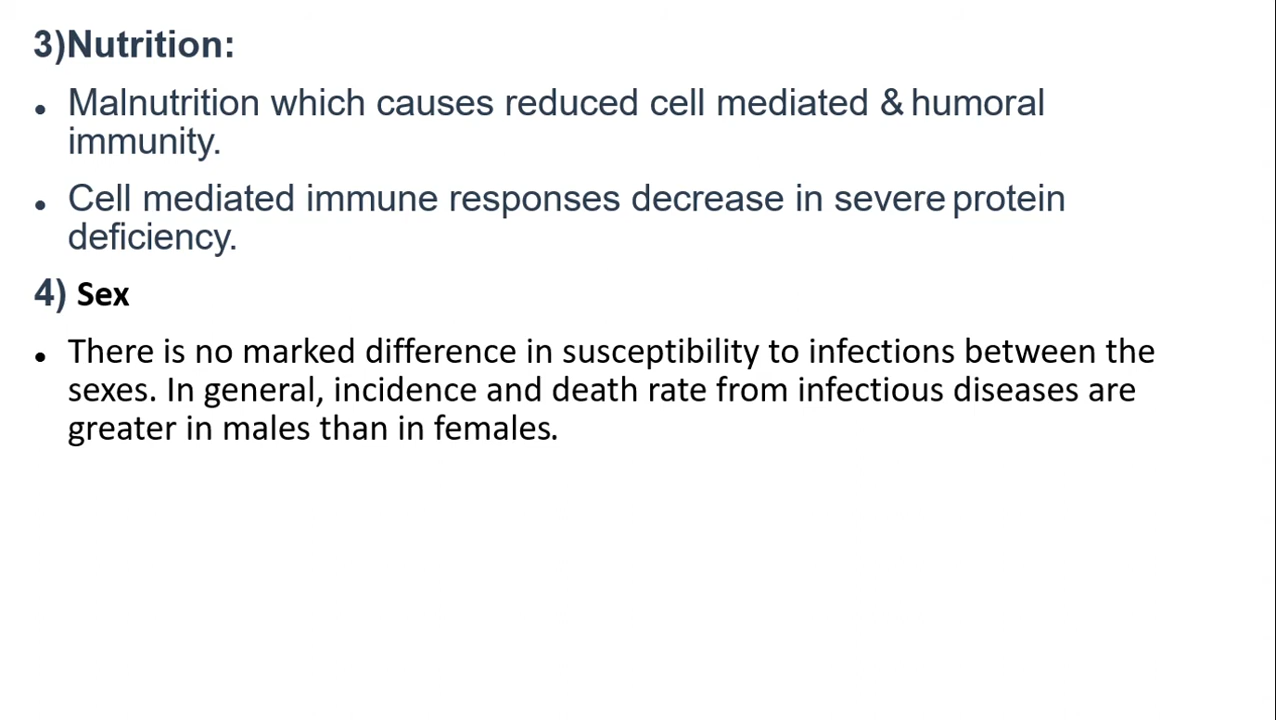 3)Nutrition:
• Malnutrition which causes reduced cell mediated & humoral
immunity.
• Cell mediated immune responses decrease in severe protein
deficiency.
4) Sex
• There is no marked difference in susceptibility to infections between the
sexes. In general, incidence and death rate from infectious diseases are
greater in males than in females.